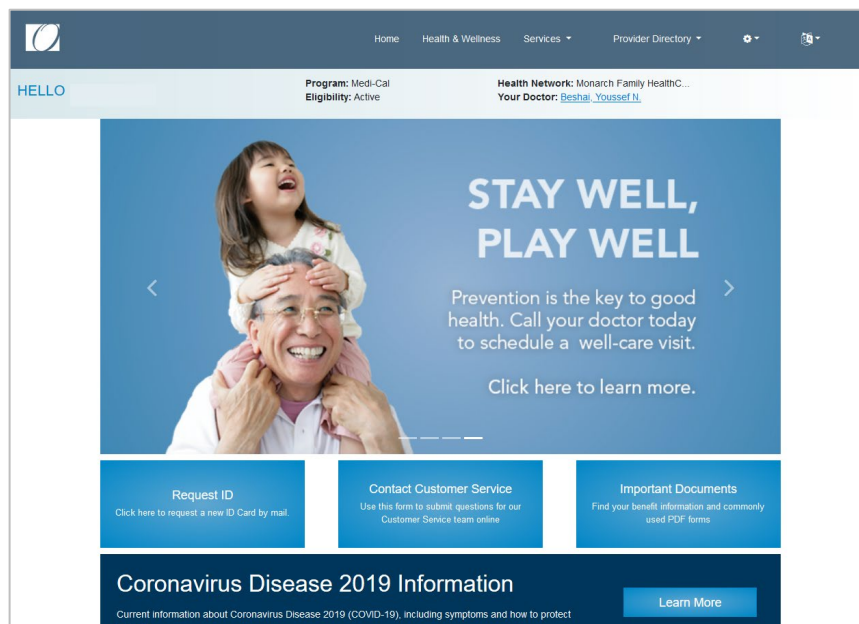 Home Health & Wellness Services Provider Directory
HELLO
Program: Medi-Cal
Eligibility: Active
Health Network: Monarch Family HealthC...
Your Doctor: Beshai, Youssef N.
STAY WELL,
PLAY WELL
Prevention is the key to good
health. Call your doctor today
to schedule a well-care visit.
Click here to learn more.
Request ID
Click here to request a new ID Card by mail.
Contact Customer Service
Use this form to submit questions for our
Customer Service team online
Important Documents
Find your benefit information and commonly
used PDF forms
Coronavirus Disease 2019 Information
Current information about Coronavirus Disease 2019 (COVID-19), including symptoms and how to protect
Learn More